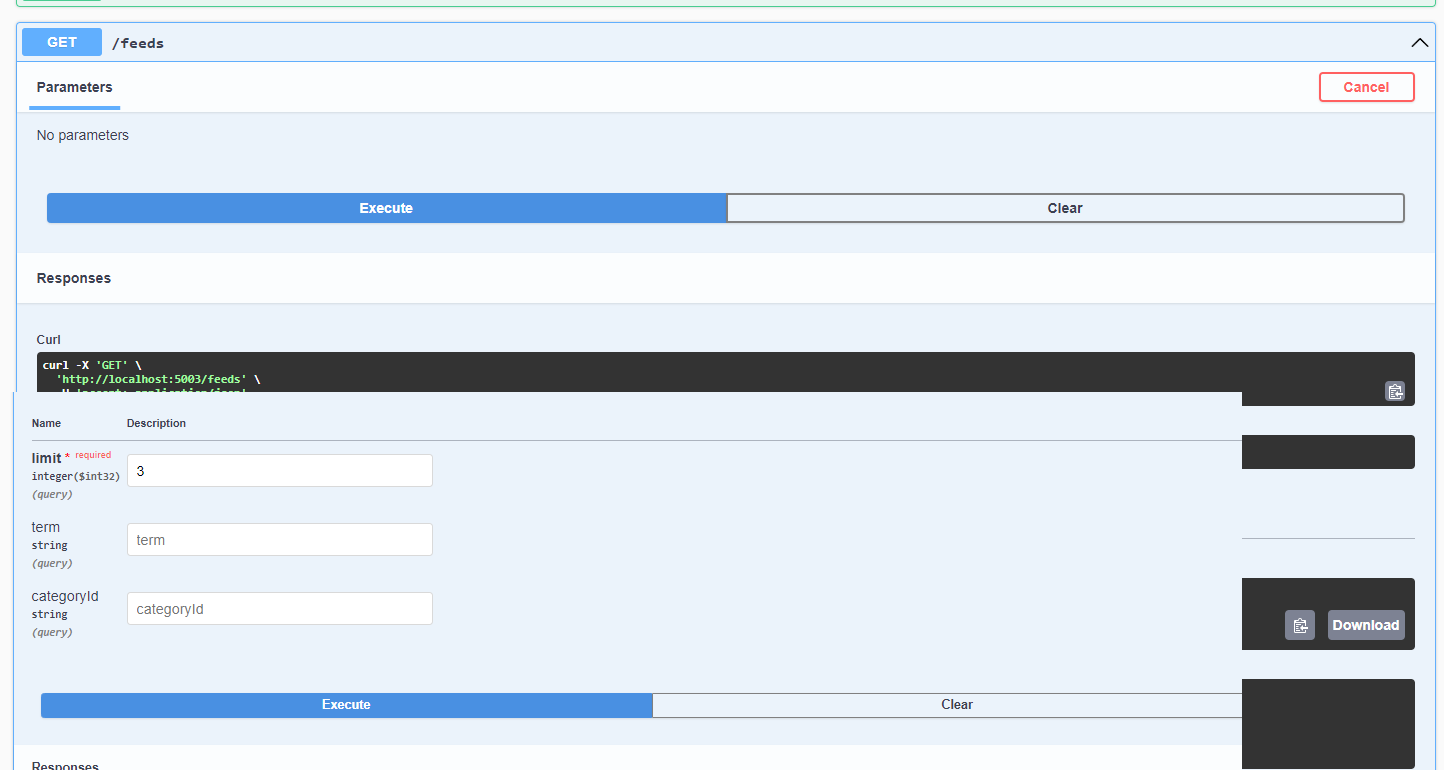 GET /feeds
Parameters
Cancel
No parameters
Execute
Clear
Responses
Curl
curl -X 'GET' \
'http://localhost:5003/feeds' \
Name
Description
limit * required
integer($int32)
(query)
3
term
string
(query)
term
categoryId
string
(query)
categoryId
Download
Execute
Clear
Responses